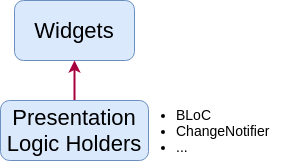 Widgets
Presentation
Logic Holders
• BLoC
• ChangeNotifier
• ...